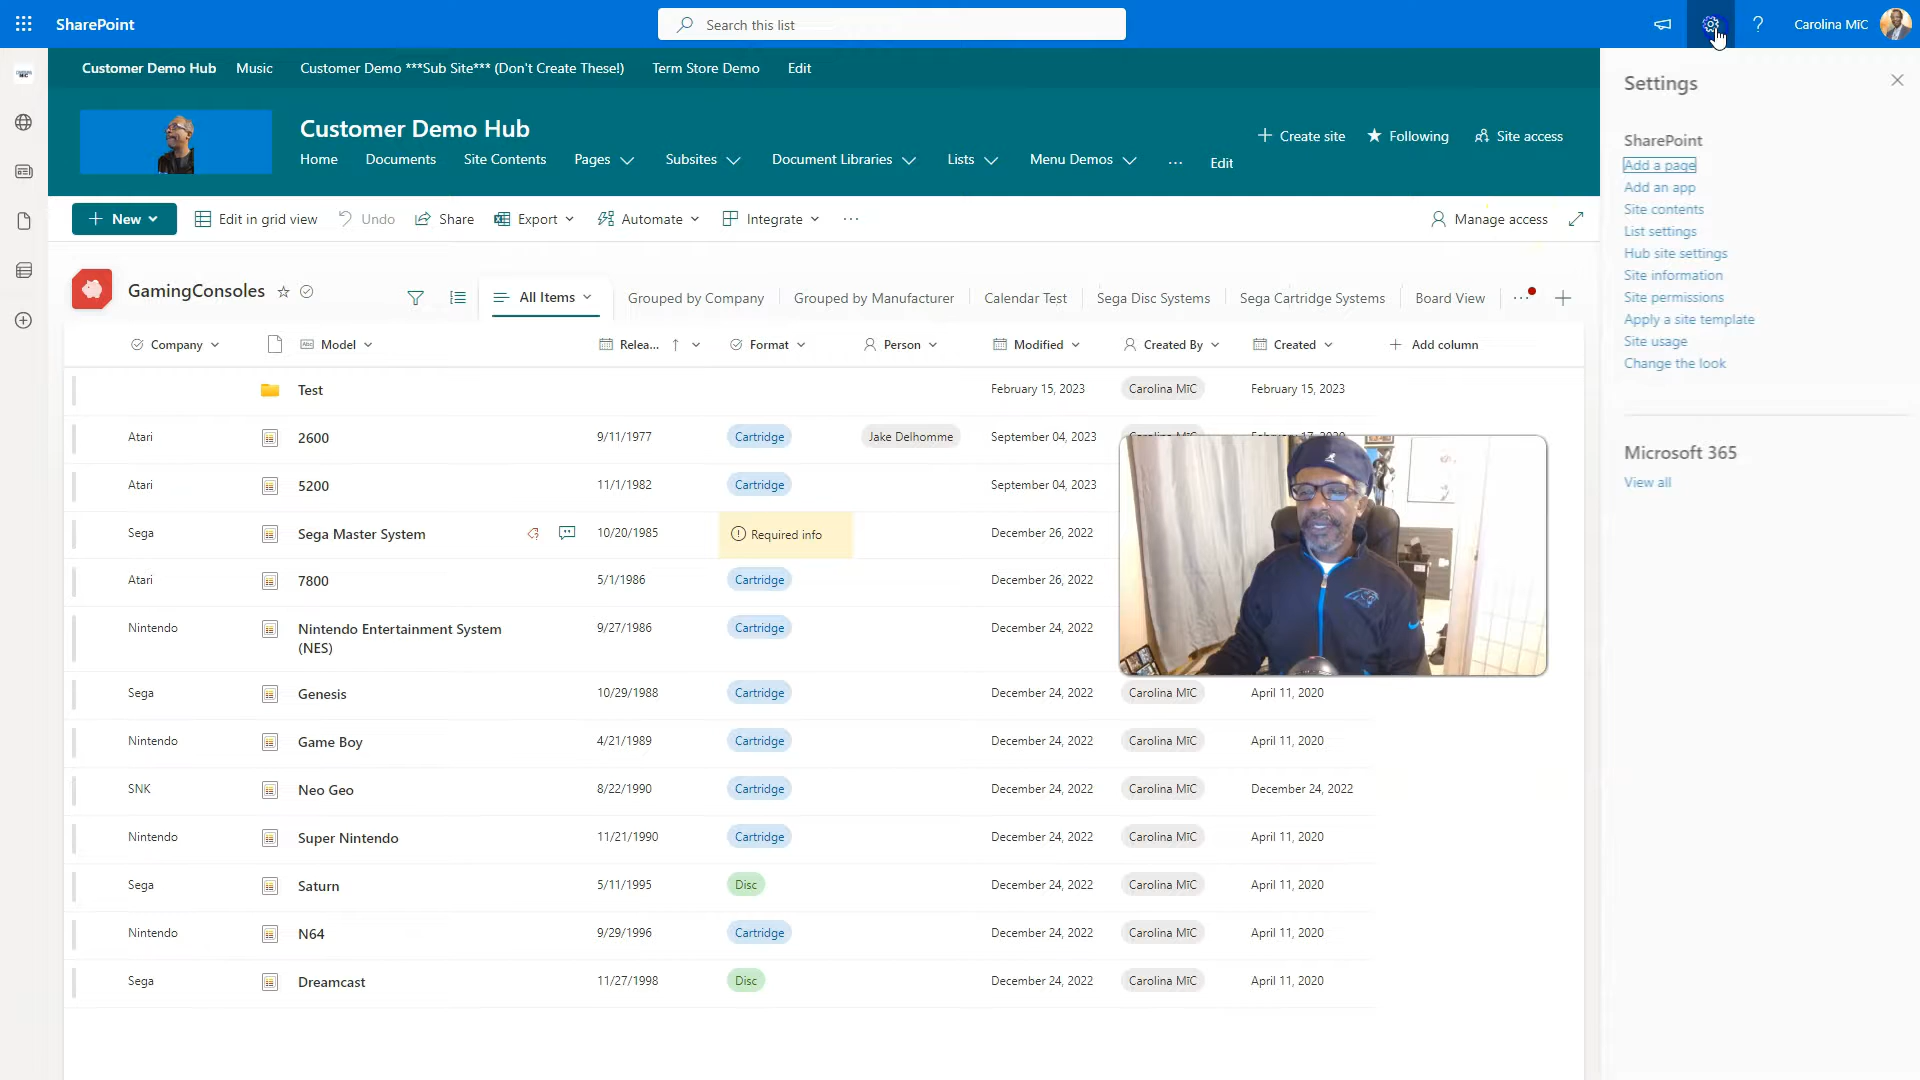 SharePoint
Search this list
Carolina MīC
Customer Demo Hub Music Customer Demo ***Sub Site*** (Don't Create These!) Term Store Demo Edit
Customer Demo Hub
Home Documents Site Contents Pages Subsites Document Libraries Lists Menu Demos ... Edit
Create site Following Site access
New Edit in grid view Undo Share Export Automate Integrate ... Manage access
GamingConsoles All Items Grouped by Company Grouped by Manufacturer Calendar Test Sega Disc Systems Sega Cartridge Systems Board View ...
Company Model Relea... Format Person Modified Created By Created Add column
Test February 15, 2023 Carolina MīC February 15, 2023
Atari 2600 9/11/1977 Cartridge Jake Delhomme September 04, 2023
Atari 5200 11/1/1982 Cartridge September 04, 2023
Sega Sega Master System 10/20/1985 Required info December 26, 2022
Atari 7800 5/1/1986 Cartridge December 26, 2022
Nintendo Nintendo Entertainment System 9/27/1986 Cartridge December 24, 2022
(NES)
Sega Genesis 10/29/1988 Cartridge December 24, 2022 Carolina MīC April 11, 2020
Nintendo Game Boy 4/21/1989 Cartridge December 24, 2022 Carolina MīC April 11, 2020
SNK Neo Geo 8/22/1990 Cartridge December 24, 2022 Carolina MīC December 24, 2022
Nintendo Super Nintendo 11/21/1990 Cartridge December 24, 2022 Carolina MīC April 11, 2020
Sega Saturn 5/11/1995 Disc December 24, 2022 Carolina MīC April 11, 2020
Nintendo N64 9/29/1996 Cartridge December 24, 2022 Carolina MīC April 11, 2020
Sega Dreamcast 11/27/1998 Disc December 24, 2022 Carolina MīC April 11, 2020
Settings
SharePoint
Add a page
Add an app
Site contents
List settings
Hub site settings
Site information
Site permissions
Apply a site template
Site usage
Change the look
Microsoft 365
View all